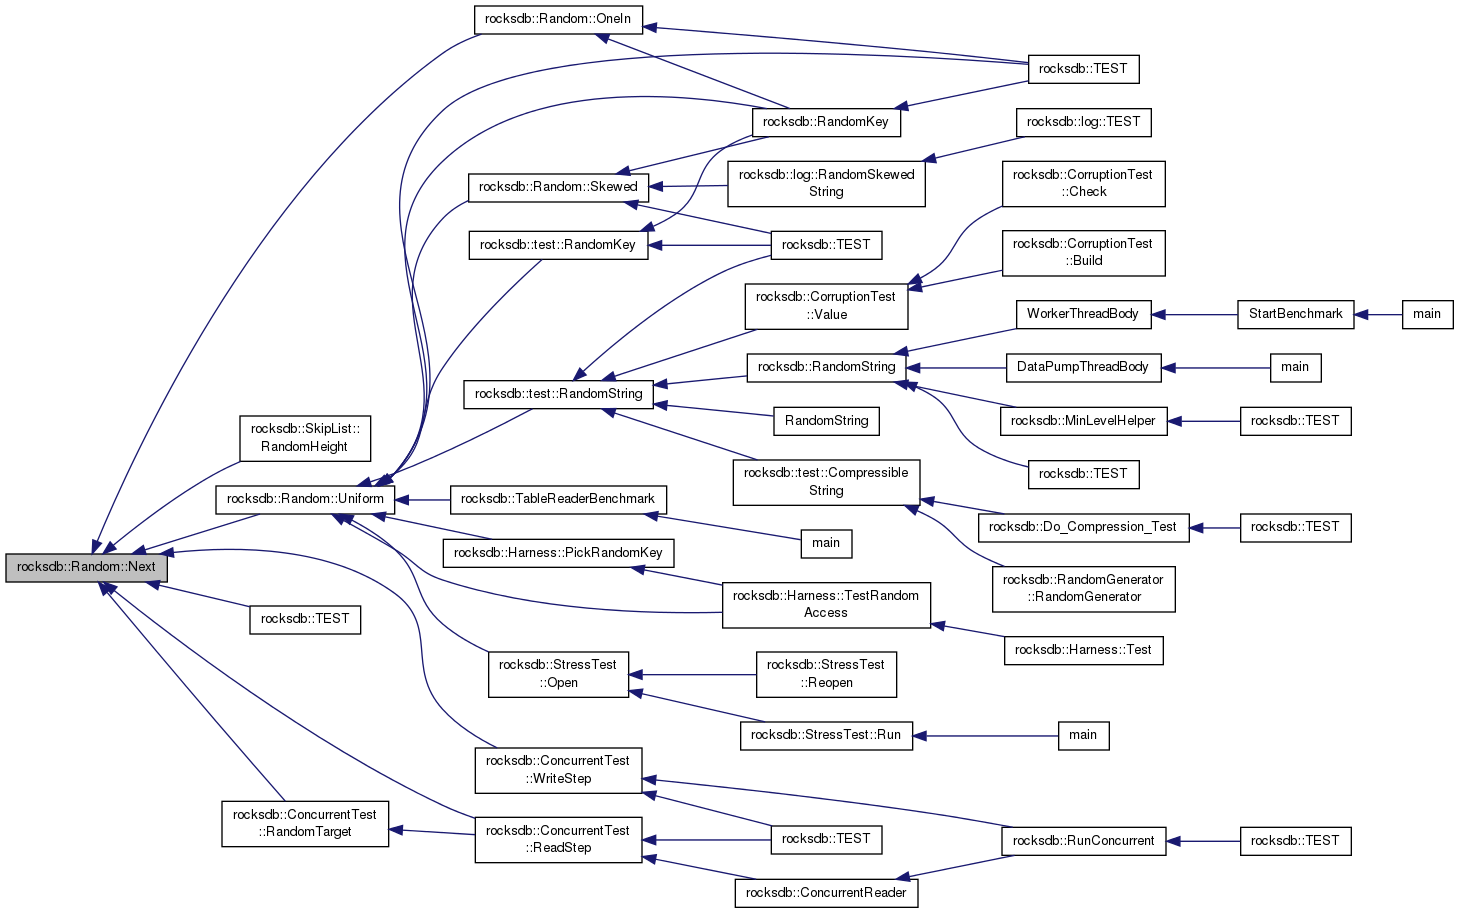 rocksdb::Random::OneIn
rocksdb::TEST
rocksdb::RandomKey
rocksdb::log::TEST
rocksdb::Random::Skewed
rocksdb::log::RandomSkewed
String
rocksdb::CorruptionTest
::Check
rocksdb::test::RandomKey
rocksdb::TEST
rocksdb::CorruptionTest
::Build
rocksdb::CorruptionTest
::Value
WorkerThreadBody
StartBenchmark
main
rocksdb::RandomString
DataPumpThreadBody
main
rocksdb::test::RandomString
RandomString
rocksdb::MinLevelHelper
rocksdb::TEST
rocksdb::SkipList::
RandomHeight
rocksdb::TEST
rocksdb::test::Compressible
String
rocksdb::Random::Uniform
rocksdb::TableReaderBenchmark
rocksdb::Do_Compression_Test
rocksdb::TEST
main
rocksdb::Harness::PickRandomKey
rocksdb::Random::Next
rocksdb::RandomGenerator
::RandomGenerator
rocksdb::Harness::TestRandom
Access
rocksdb::TEST
rocksdb::Harness::Test
rocksdb::StressTest
::Open
rocksdb::StressTest
::Reopen
rocksdb::StressTest::Run
main
rocksdb::ConcurrentTest
::WriteStep
rocksdb::ConcurrentTest
::RandomTarget
rocksdb::ConcurrentTest
::ReadStep
rocksdb::TEST
rocksdb::RunConcurrent
rocksdb::TEST
rocksdb::ConcurrentReader